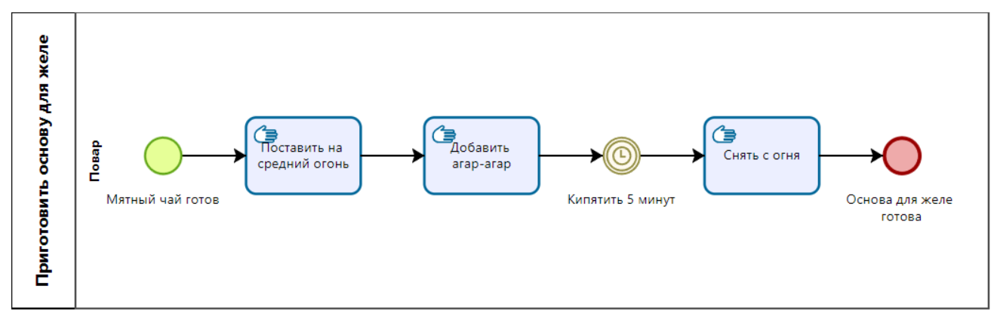 Приготовить основу для желе
Повар
Мятный чай готов
Поставить на
средний огонь
Добавить
агар-агар
Кипятить 5 минут
Снять с огня
Основа для желе
готова